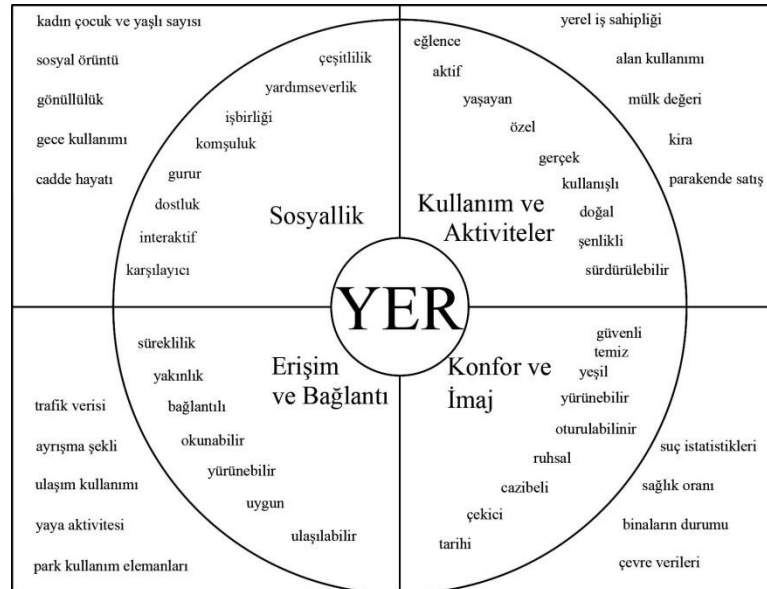 kadın çocuk ve yaşlı sayısı
sosyal örüntü
gönüllülük
gece kullanımı
cadde hayatı
çeşitlilik
yardımseverlik
işbirliği
komşuluk
gurur
dostluk
interaktif
karşılayıcı
Sosyallik
eğlence
aktif
yaşayan
özel
gerçek
kullanışlı
doğal
şenlikli
sürdürülebilir
Kullanım ve
Aktiviteler
yerel iş sahipliği
alan kullanımı
mülk değeri
kira
parakende satış
YER
süreklilik
yakınlık
bağlantılı
okunabilir
yürünebilir
uygun
ulaşılabilir
Erişim
ve Bağlantı
trafik verisi
ayrışma şekli
ulaşım kullanımı
yaya aktivitesi
park kullanım elemanları
Konfor ve
İmaj
güvenli
temiz
yeşil
yürünebilir
oturulabilinir
ruhsal
cazibeli
çekici
tarihi
suç istatistikleri
sağlık oranı
binaların durumu
çevre verileri